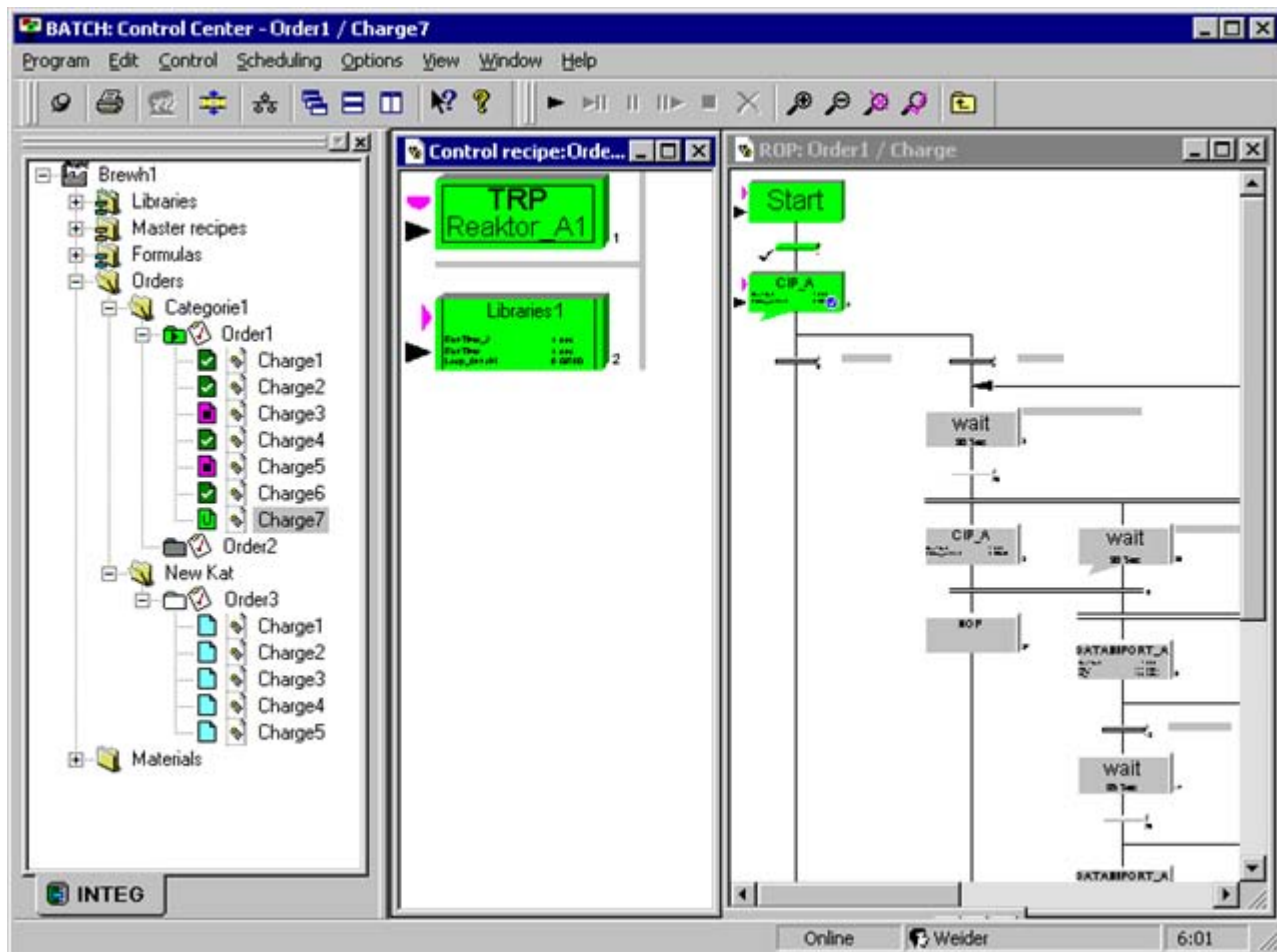 BATCH: Control Center - Order1 / Charge7
Program Edit Control Scheduling Options View Window Help
Brewh1
Libraries
Master recipes
Formulas
Orders
Categorie1
Order1
Charge1
Charge2
Charge3
Charge4
Charge5
Charge6
Charge7
Order2
New Kat
Order3
Charge1
Charge2
Charge3
Charge4
Charge5
Materials
INTEG
Control recipe:Orde...
TRP
Reaktor_A1
1
Libraries1
2
ROP: Order1 / Charge
Start
CIP_A
wait
CIP_A
wait
NOP
wait
Online
Weider
6:01